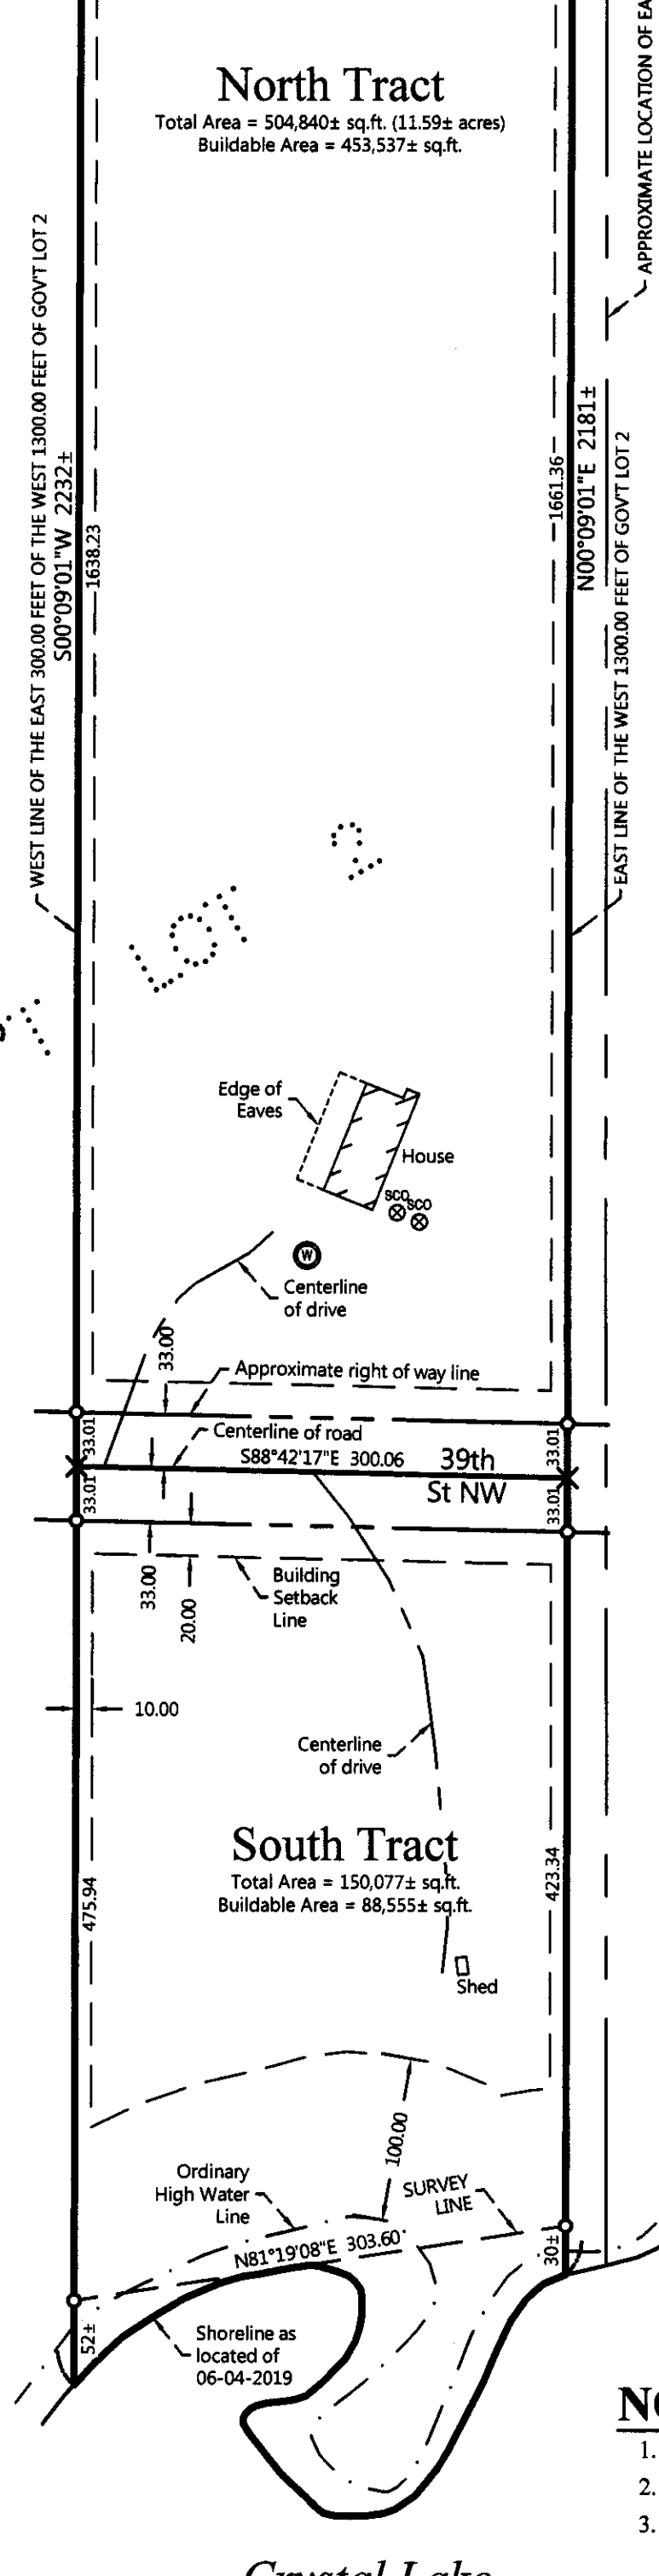 North Tract
Total Area = 504,840± sq.ft. (11.59± acres)
Buildable Area = 453,537± sq.ft.
APPROXIMATE LOCATION OF EA
WEST LINE OF THE EAST 300.00 FEET OF THE WEST 1300.00 FEET OF GOV'T LOT 2
S00°09'01"W 2232±
1638.23
1661.36
N00°09'01"E 2181±
EAST LINE OF THE WEST 1300.00 FEET OF GOV'T LOT 2
LOT 2
Edge of
Eaves
House
SCO
SCO
W
Centerline
of drive
33.00
Approximate right of way line
33.01
33.01
Centerline of road
S88°42'17"E 300.06
39th
St NW
33.01
33.01
33.00
20.00
Building
Setback
Line
10.00
Centerline
of drive
South Tract
Total Area = 150,077± sq.ft.
Buildable Area = 88,555± sq.ft.
475.94
423.34
Shed
100.00
Ordinary
High Water
Line
SURVEY
LINE
N81°19'08"E 303.60
30±
52±
Shoreline as
located of
06-04-2019
1.
2.
3.
Crystal Lake